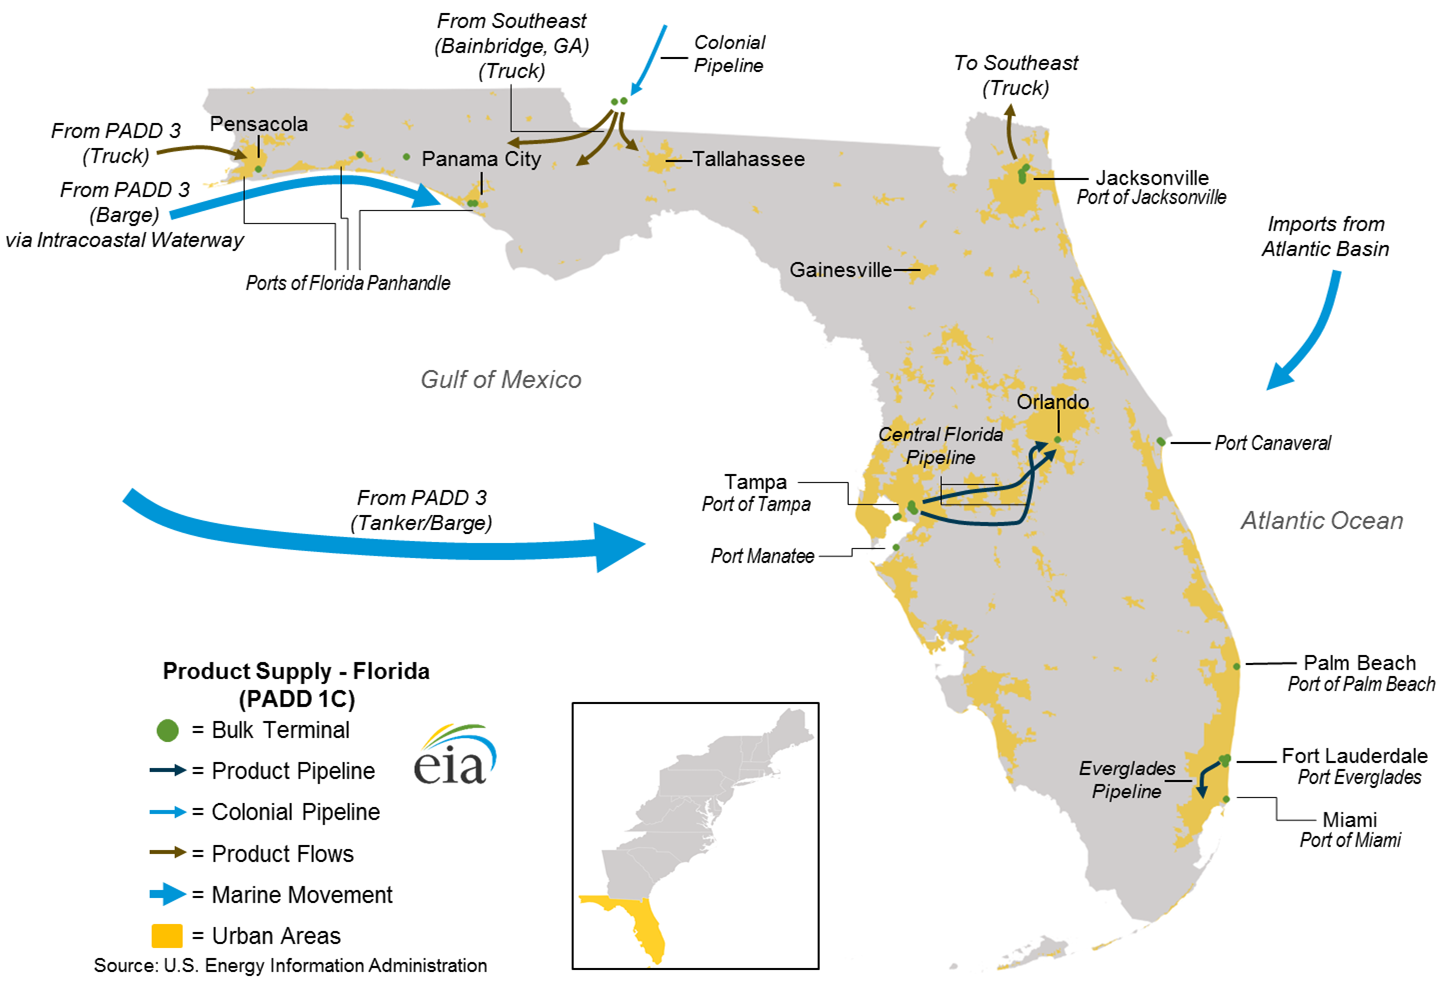 From Southeast
(Bainbridge, GA)
(Truck)
Colonial
Pipeline
To Southeast
(Truck)
From PADD 3
(Truck)
Pensacola
Panama City
Tallahassee
Jacksonville
Port of Jacksonville
From PADD 3
(Barge)
via Intracoastal Waterway
Ports of Florida Panhandle
Gainesville
Imports from
Atlantic Basin
Gulf of Mexico
Orlando
Central Florida
Pipeline
Port Canaveral
Tampa
Port of Tampa
From PADD 3
(Tanker/Barge)
Atlantic Ocean
Port Manatee
Palm Beach
Port of Palm Beach
Everglades
Pipeline
Fort Lauderdale
Port Everglades
Miami
Port of Miami
Product Supply - Florida
(PADD 1C)
= Bulk Terminal
= Product Pipeline
= Colonial Pipeline
= Product Flows
= Marine Movement
= Urban Areas
eia
Source: U.S. Energy Information Administration